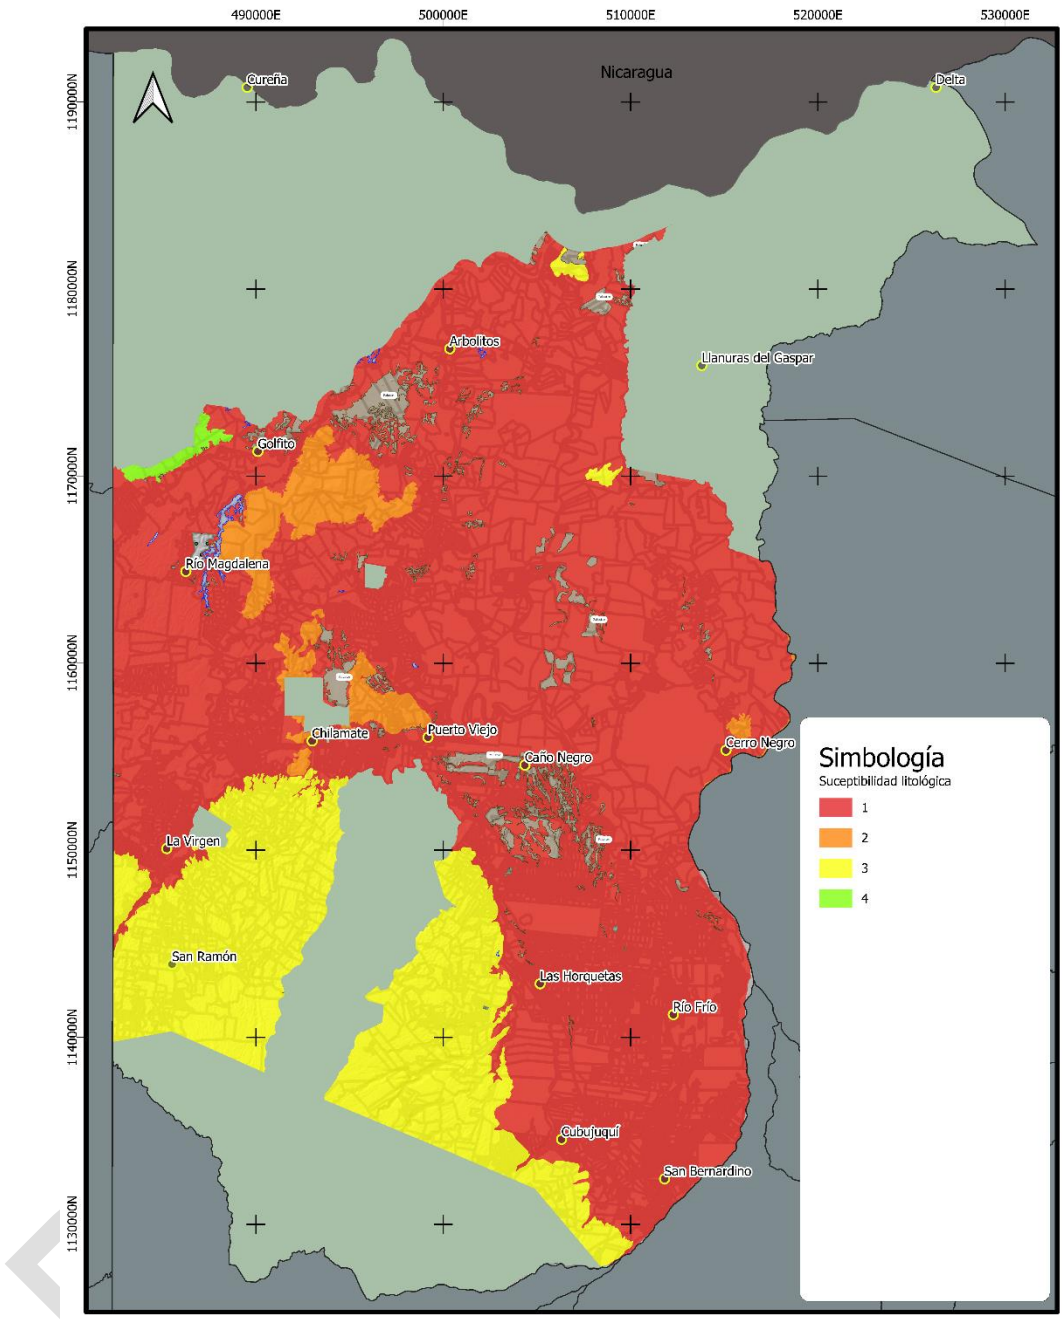 490000E 500000E 510000E 520000E 530000E
Nicaragua
Cureña
Delta
1190000N
1180000N
Arbolitos
Llanuras del Gaspar
Golfito
1170000N
Río Magdalena
1160000N
Chilamate
Puerto Viejo
Cerro Negro
Caño Negro
Simbología
Suceptibilidad litológica
1
2
3
4
La Virgen
1150000N
San Ramón
4
Las Horquetas
Río Frío
1140000N
Cubujuquí
San Bernardino
1130000N